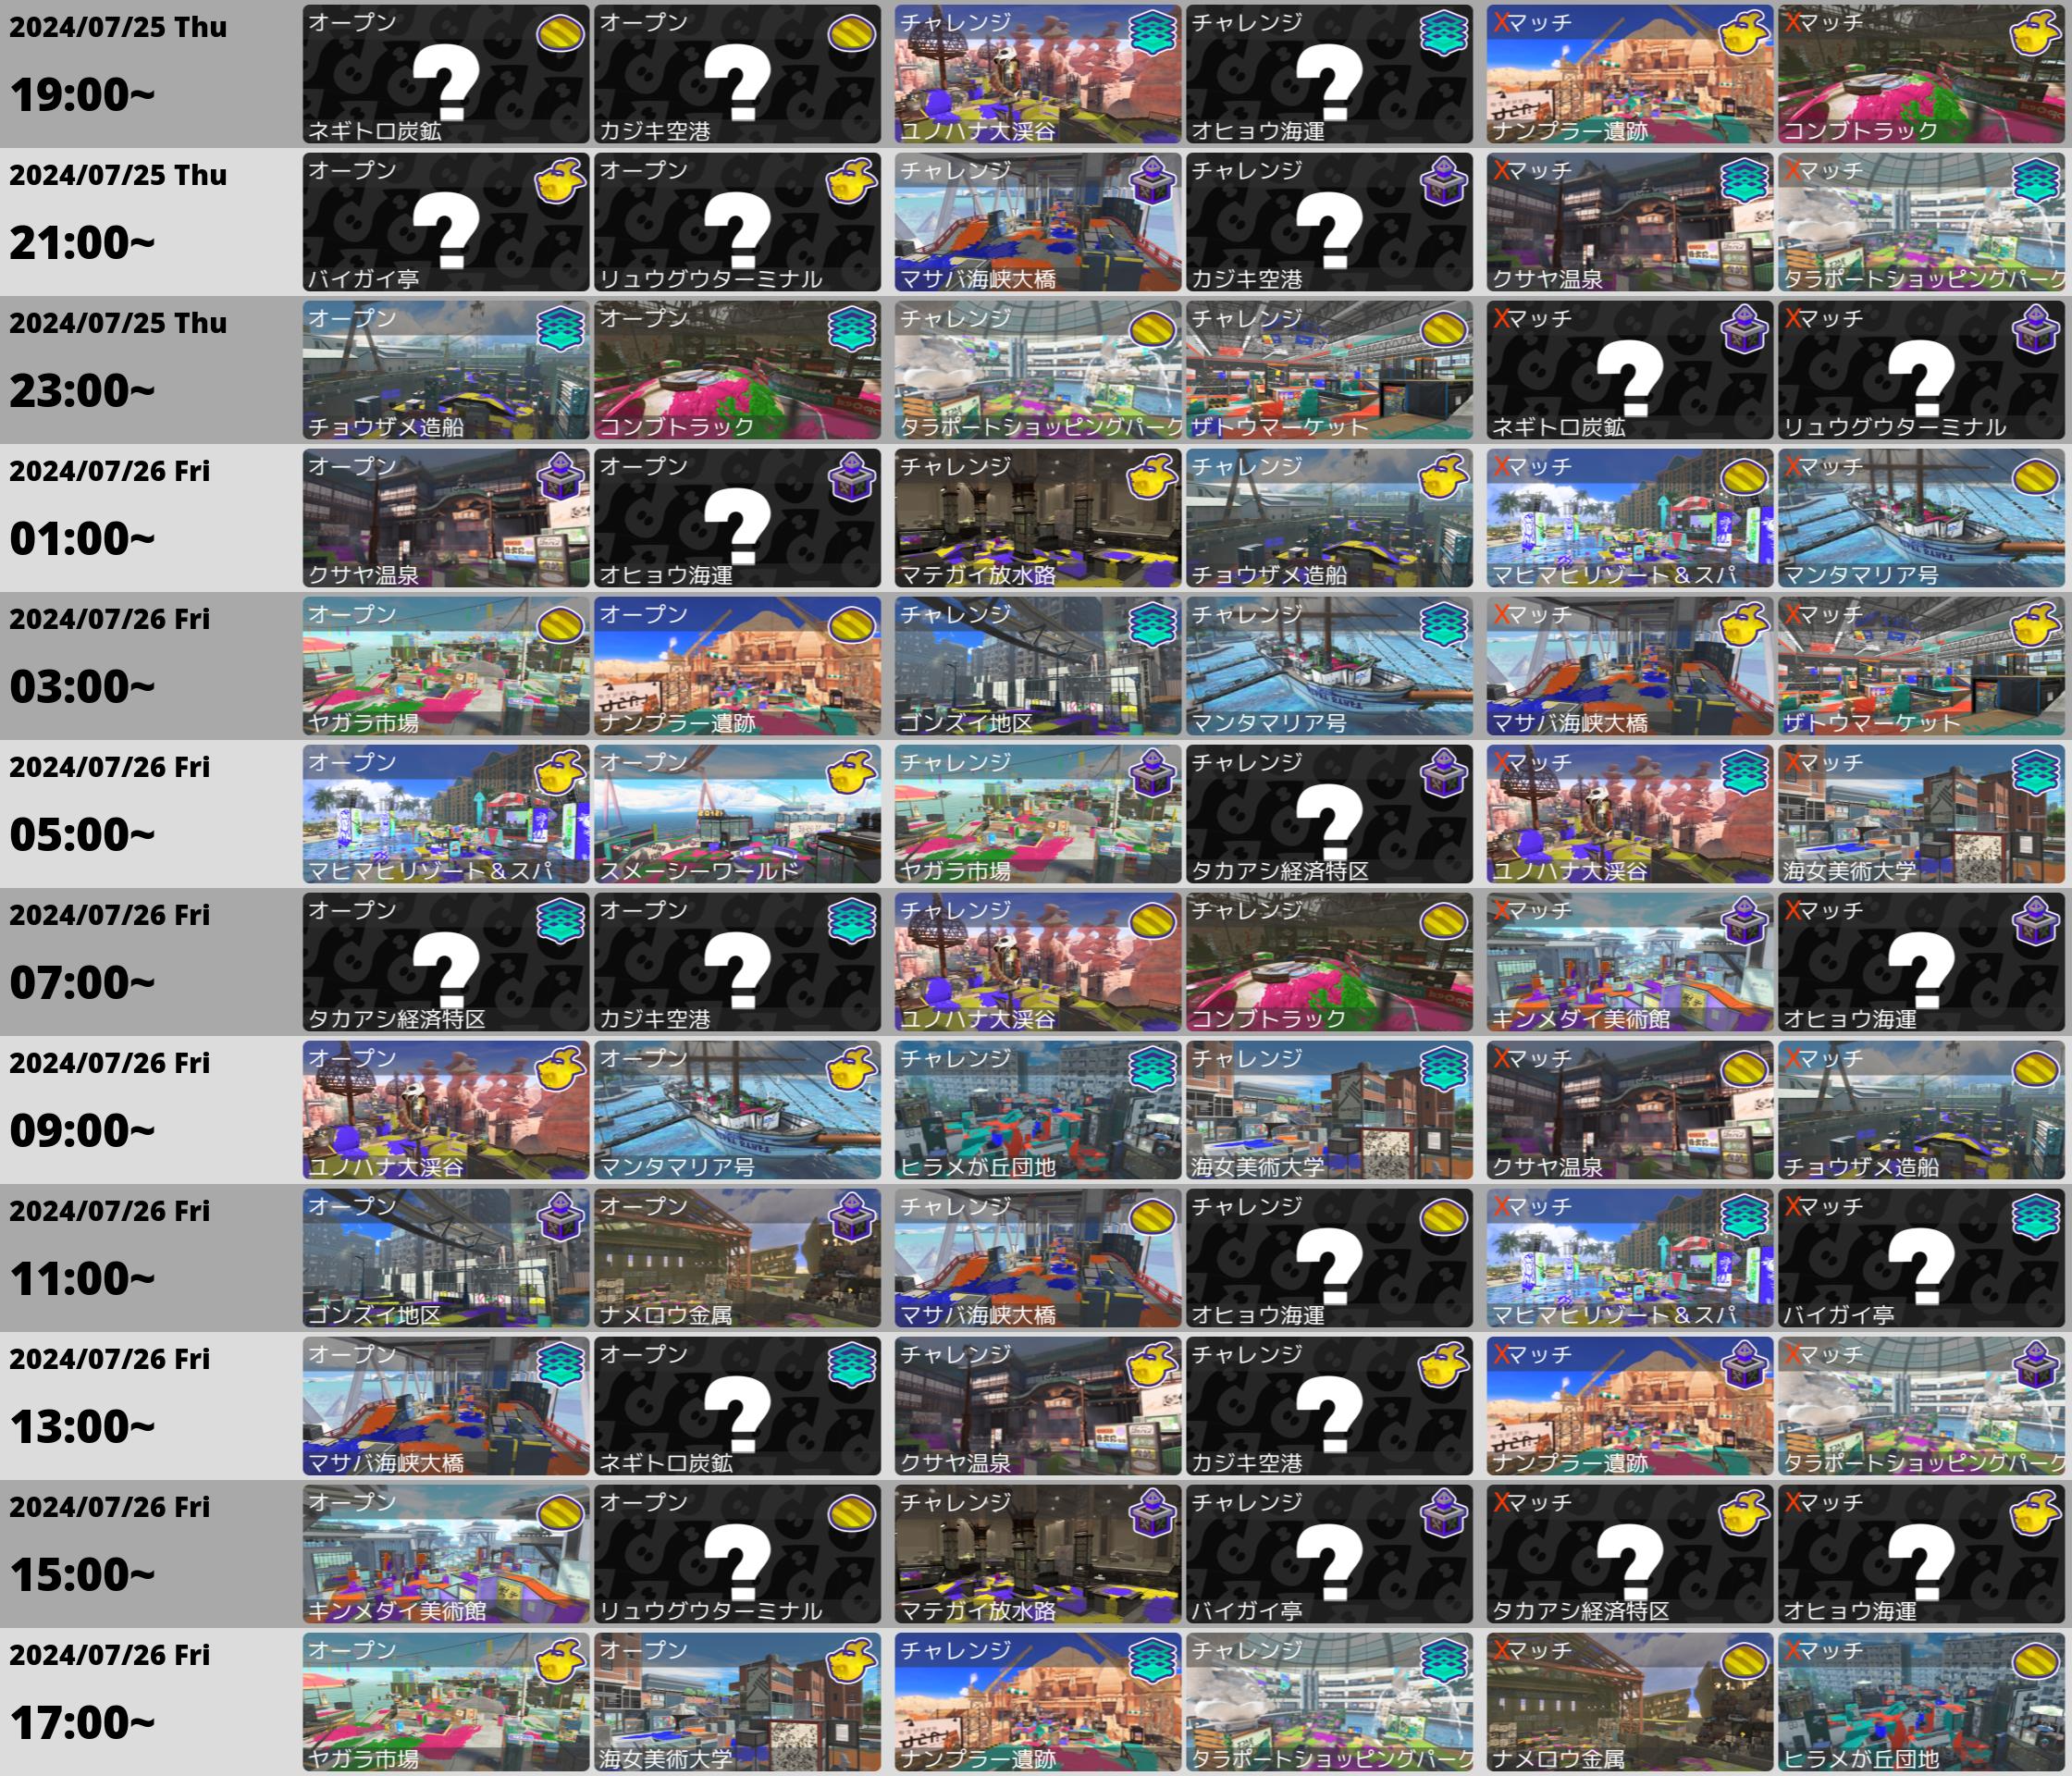 2024/07/25 Thu
19:00~
オープン
ネギトロ炭鉱
オープン
カジキ空港
チャレンジ
ユノハナ大渓谷
チャレンジ
?
オヒョウ海運
Xマッチ
ナンプラー遺跡
Xマッチ
コンブトラック
2024/07/25 Thu
21:00~
オープン
?
バイガイ亭
オープン
?
リュウグウターミナル
チャレンジ
マサバ海峡大橋
チャレンジ
?
カジキ空港
Xマッチ
クサヤ温泉
Xマッチ
タラポートショッピングパーク
2024/07/25 Thu
23:00~
オープン
チョウザメ造船
オープン
コンブトラック
チャレンジ
タラポートショッピングパーク
チャレンジ
ザトウマーケット
Xマッチ
?
ネギトロ炭鉱
Xマッチ
?
リュウグウターミナル
2024/07/26 Fri
01:00~
オープン
クサヤ温泉
オープン
?
オヒョウ海運
チャレンジ
マテガイ放水路
チャレンジ
チョウザメ造船
Xマッチ
マヒマヒリゾート＆スパ
Xマッチ
マンタマリア号
2024/07/26 Fri
03:00~
オープン
ヤガラ市場
オープン
ナンプラー遺跡
チャレンジ
ゴンズイ地区
チャレンジ
マンタマリア号
Xマッチ
マサバ海峡大橋
Xマッチ
ザトウマーケット
2024/07/26 Fri
05:00~
オープン
マヒマヒリゾート＆スパ
オープン
スメーシーワールド
チャレンジ
ヤガラ市場
チャレンジ
?
タカアシ経済特区
Xマッチ
ユノハナ大渓谷
Xマッチ
海女美術大学
2024/07/26 Fri
07:00~
オープン
?
タカアシ経済特区
オープン
?
カジキ空港
チャレンジ
ユノハナ大渓谷
チャレンジ
コンブトラック
Xマッチ
キンメダイ美術館
Xマッチ
?
オヒョウ海運
2024/07/26 Fri
09:00~
オープン
ユノハナ大渓谷
オープン
マンタマリア号
チャレンジ
ヒラメが丘団地
チャレンジ
海女美術大学
Xマッチ
クサヤ温泉
Xマッチ
チョウザメ造船
2024/07/26 Fri
11:00~
オープン
ゴンズイ地区
オープン
ナメロウ金属
チャレンジ
マサバ海峡大橋
チャレンジ
?
オヒョウ海運
Xマッチ
マヒマヒリゾート＆スパ
Xマッチ
?
バイガイ亭
2024/07/26 Fri
13:00~
オープン
マサバ海峡大橋
オープン
?
ネギトロ炭鉱
チャレンジ
クサヤ温泉
チャレンジ
?
カジキ空港
Xマッチ
ナンプラー遺跡
Xマッチ
タラポートショッピングパーク
2024/07/26 Fri
15:00~
オープン
キンメダイ美術館
オープン
?
リュウグウターミナル
チャレンジ
マテガイ放水路
チャレンジ
?
バイガイ亭
Xマッチ
?
タカアシ経済特区
Xマッチ
?
オヒョウ海運
2024/07/26 Fri
17:00~
オープン
ヤガラ市場
オープン
海女美術大学
チャレンジ
ナンプラー遺跡
チャレンジ
タラポートショッピングパーク
Xマッチ
ナメロウ金属
Xマッチ
ヒラメが丘団地